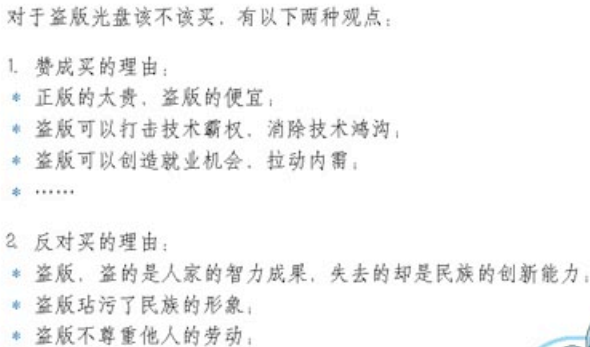 对于盗版光盘该不该买，有以下两种观点：
1. 赞成买的理由：
* 正版的太贵，盗版的便宜；
* 盗版可以打击技术霸权，消除技术鸿沟；
* 盗版可以创造就业机会，拉动内需；
* ……
2. 反对买的理由：
* 盗版，盗的是人家的智力成果，失去的却是民族的创新能力；
* 盗版玷污了民族的形象；
* 盗版不尊重他人的劳动；